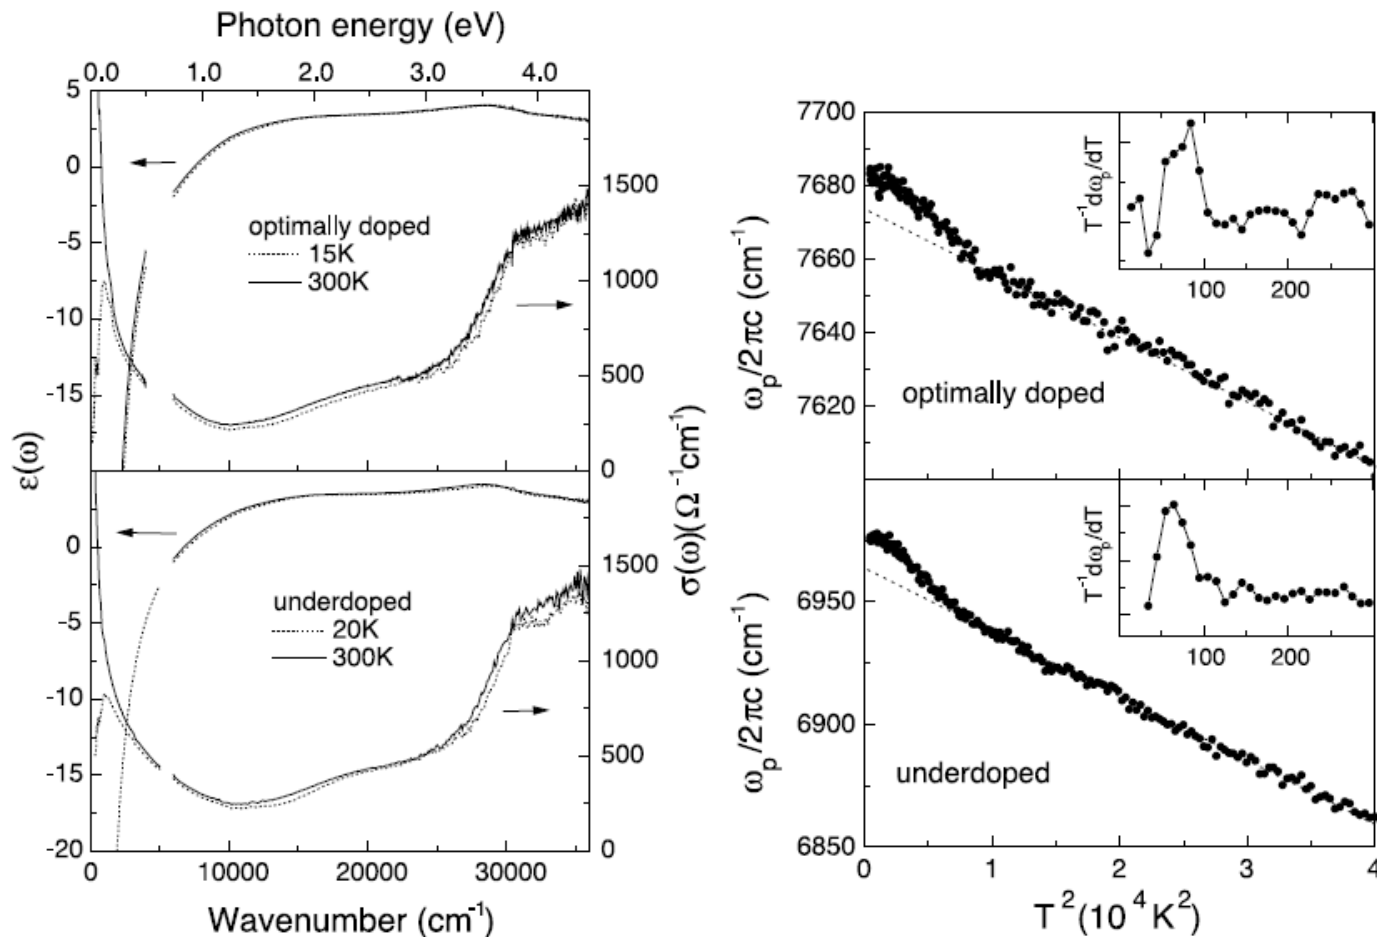 Photon energy (eV)
0.0 1.0 2.0 3.0 4.0
5
0
-5
-10
-15
ε(ω)
optimally doped
15K
300K
1500
1000
500
0
σ(ω)(Ω⁻¹cm⁻¹)
0
-5
-10
-15
-20
underdoped
20K
300K
1500
1000
500
0
0 10000 20000 30000
Wavenumber (cm⁻¹)
7700
7680
7660
7640
7620
ωp/2πc (cm⁻¹)
optimally doped
T⁻¹dωp/dT
100 200
6950
6900
6850
ωp/2πc (cm⁻¹)
underdoped
T⁻¹dωp/dT
100 200
0 1 2 3 4
T²(10⁴K²)